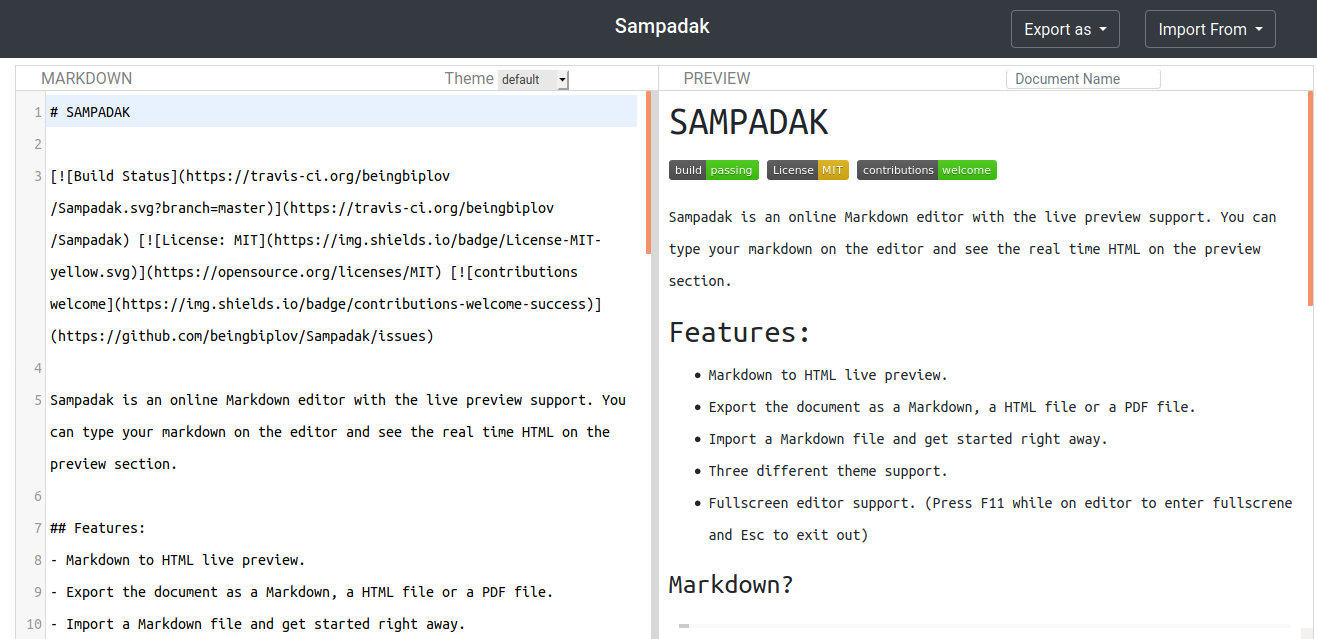 Sampadak
Export as
Import From
MARKDOWN
Theme default
1 # SAMPADAK
2
3 [![Build Status](https://travis-ci.org/beingbiplov
/Sampadak.svg?branch=master)](https://travis-ci.org/beingbiplov
/Sampadak) [![License: MIT](https://img.shields.io/badge/License-MIT-
yellow.svg)](https://opensource.org/licenses/MIT) [![contributions
welcome](https://img.shields.io/badge/contributions-welcome-success)]
(https://github.com/beingbiplov/Sampadak/issues)
4
5 Sampadak is an online Markdown editor with the live preview support. You
can type your markdown on the editor and see the real time HTML on the
preview section.
6
7 ## Features:
8 - Markdown to HTML live preview.
9 - Export the document as a Markdown, a HTML file or a PDF file.
10 - Import a Markdown file and get started right away.
PREVIEW
Document Name
SAMPADAK
build passing License MIT contributions welcome
Sampadak is an online Markdown editor with the live preview support. You can
type your markdown on the editor and see the real time HTML on the preview
section.
Features:
• Markdown to HTML live preview.
• Export the document as a Markdown, a HTML file or a PDF file.
• Import a Markdown file and get started right away.
• Three different theme support.
• Fullscreen editor support. (Press F11 while on editor to enter fullscrene
and Esc to exit out)
Markdown?